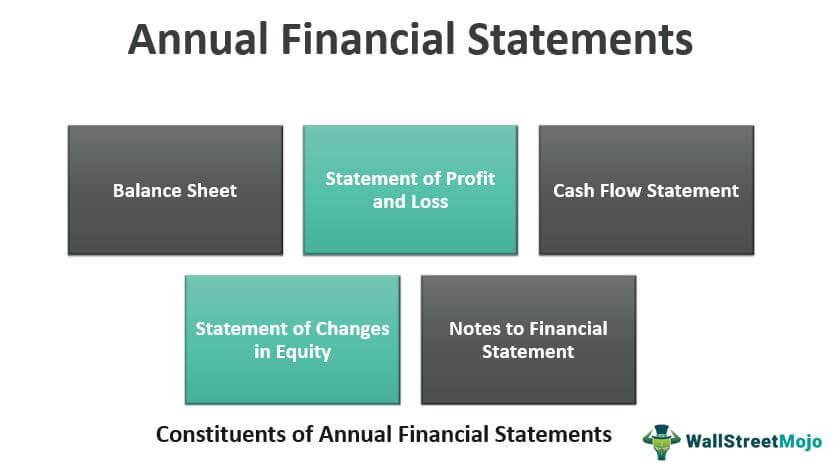 Annual Financial Statements
Balance Sheet
Statement of Profit
and Loss
Cash Flow Statement
Statement of Changes
in Equity
Notes to Financial
Statement
Constituents of Annual Financial Statements
WallStreetMojo